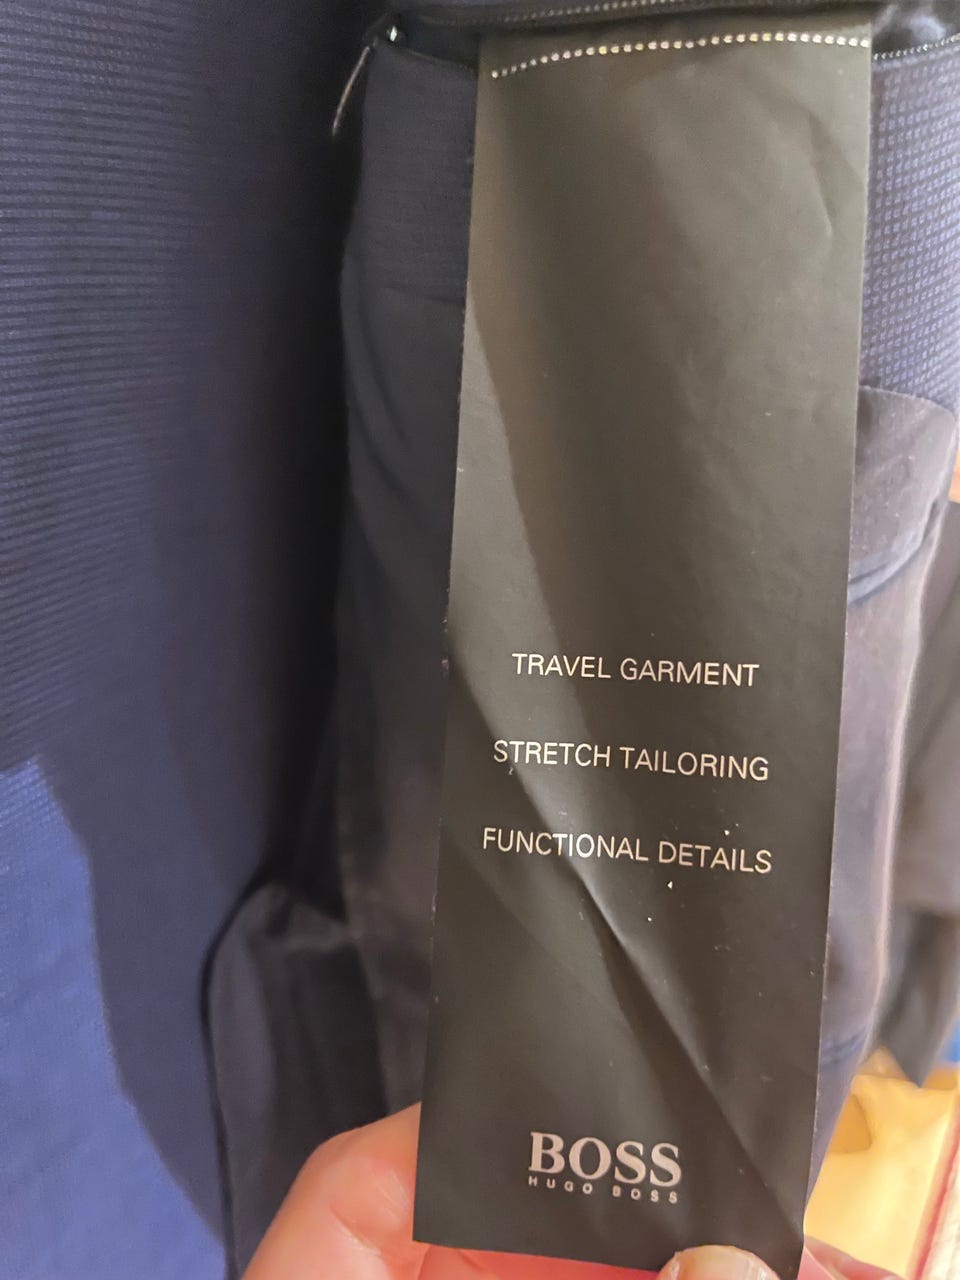 TRAVEL GARMENT
STRETCH TAILORING
FUNCTIONAL DETAILS
BOSS
HUGO BOSS